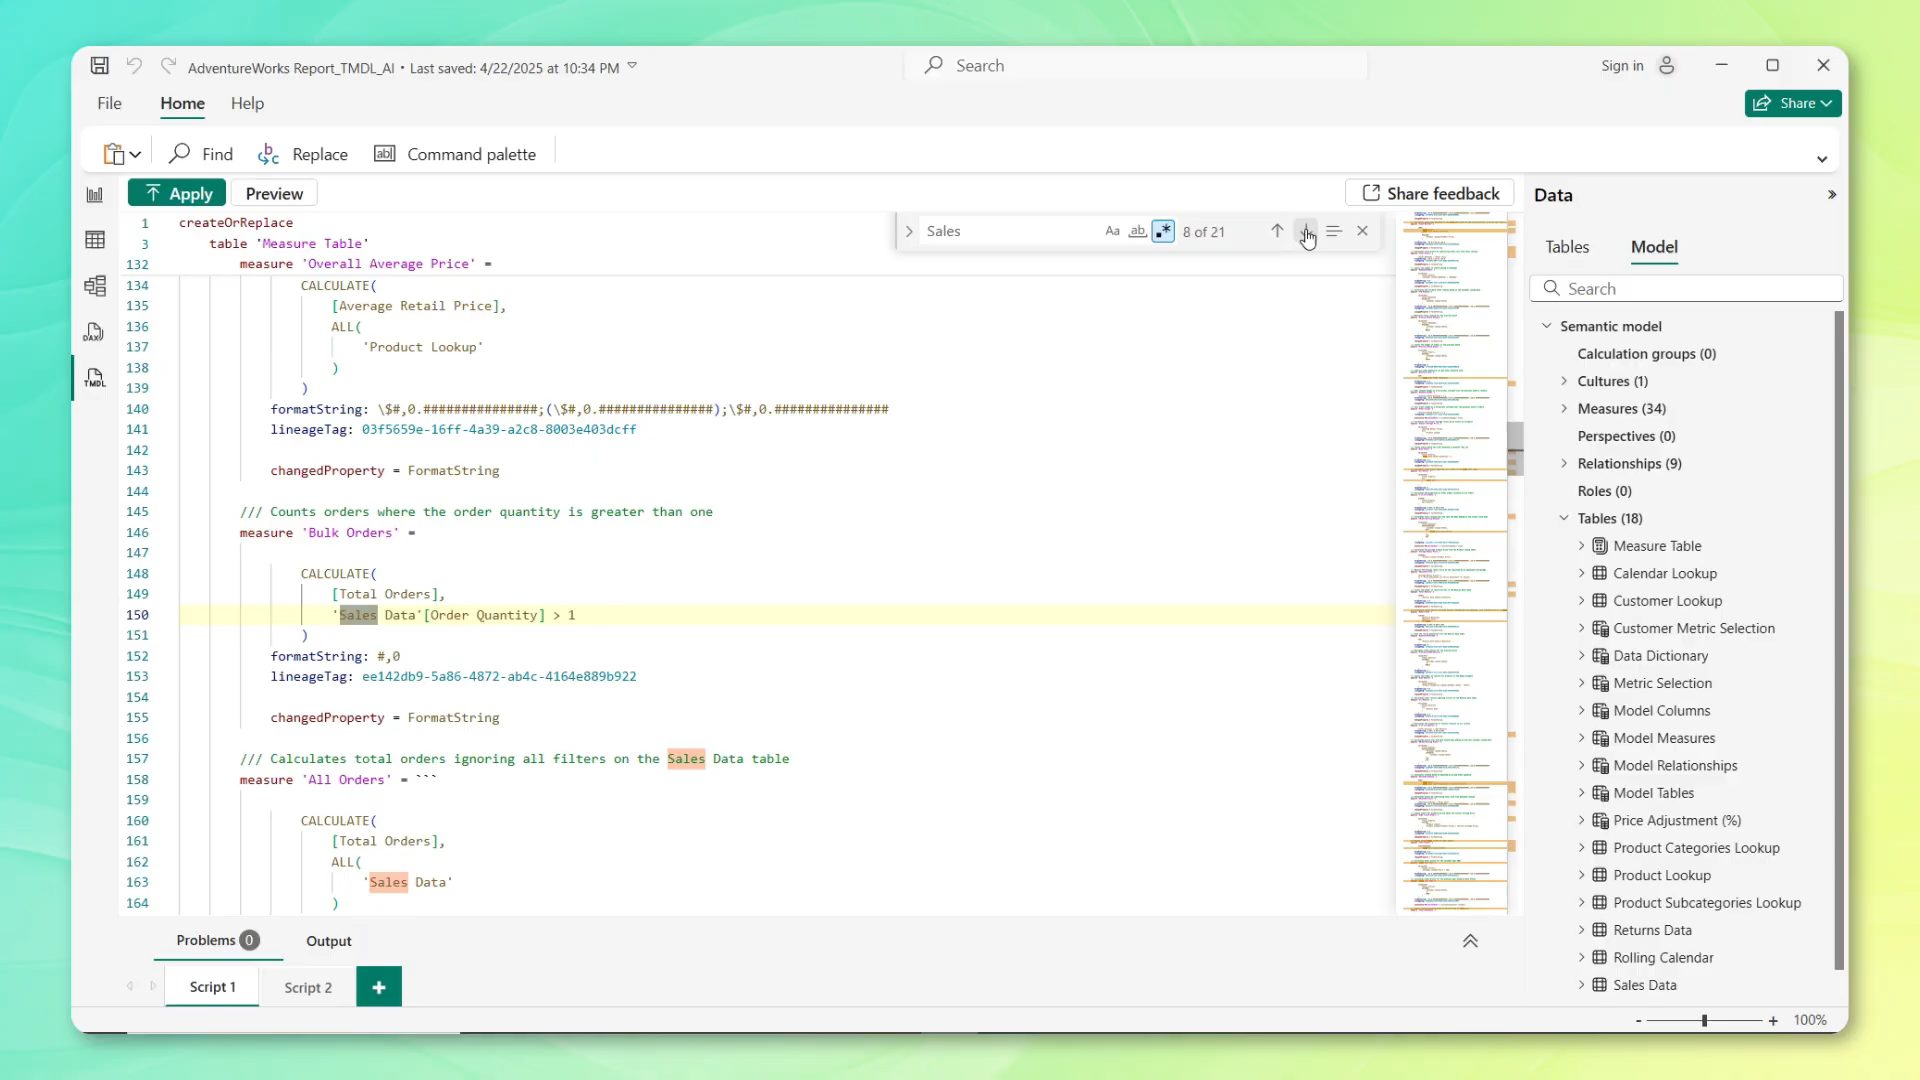 AdventureWorks Report_TMDL_AI • Last saved: 4/22/2025 at 10:34 PM
Search
Sign in
File
Home
Help
Share
Find
Replace
Command palette
Apply
Preview
Share feedback
Data
Sales
Aa
ab
8 of 21
Tables
Model
Search
1 createOrReplace
3 table 'Measure Table'
132 measure 'Overall Average Price' =
134 CALCULATE(
135 [Average Retail Price],
136 ALL(
137 'Product Lookup'
138 )
139 )
140 formatString: \$#,0.###############;(\$#,0.###############);\$#,0.###############
141 lineageTag: 03f5659e-16ff-4a39-a2c8-8003e403dcff
142
143 changedProperty = FormatString
144
145 /// Counts orders where the order quantity is greater than one
146 measure 'Bulk Orders' =
147
148 CALCULATE(
149 [Total Orders],
150 'Sales Data'[Order Quantity] > 1
151 )
152 formatString: #,0
153 lineageTag: ee142db9-5a86-4872-ab4c-4164e889b922
154
155 changedProperty = FormatString
156
157 /// Calculates total orders ignoring all filters on the Sales Data table
158 measure 'All Orders' = ```
159
160 CALCULATE(
161 [Total Orders],
162 ALL(
163 'Sales Data'
164 )
Semantic model
Calculation groups (0)
Cultures (1)
Measures (34)
Perspectives (0)
Relationships (9)
Roles (0)
Tables (18)
Measure Table
Calendar Lookup
Customer Lookup
Customer Metric Selection
Data Dictionary
Metric Selection
Model Columns
Model Measures
Model Relationships
Model Tables
Price Adjustment (%)
Product Categories Lookup
Product Lookup
Product Subcategories Lookup
Returns Data
Rolling Calendar
Sales Data
DAX
TMDL
Problems 0
Output
Script 1
Script 2
+
- + 100%